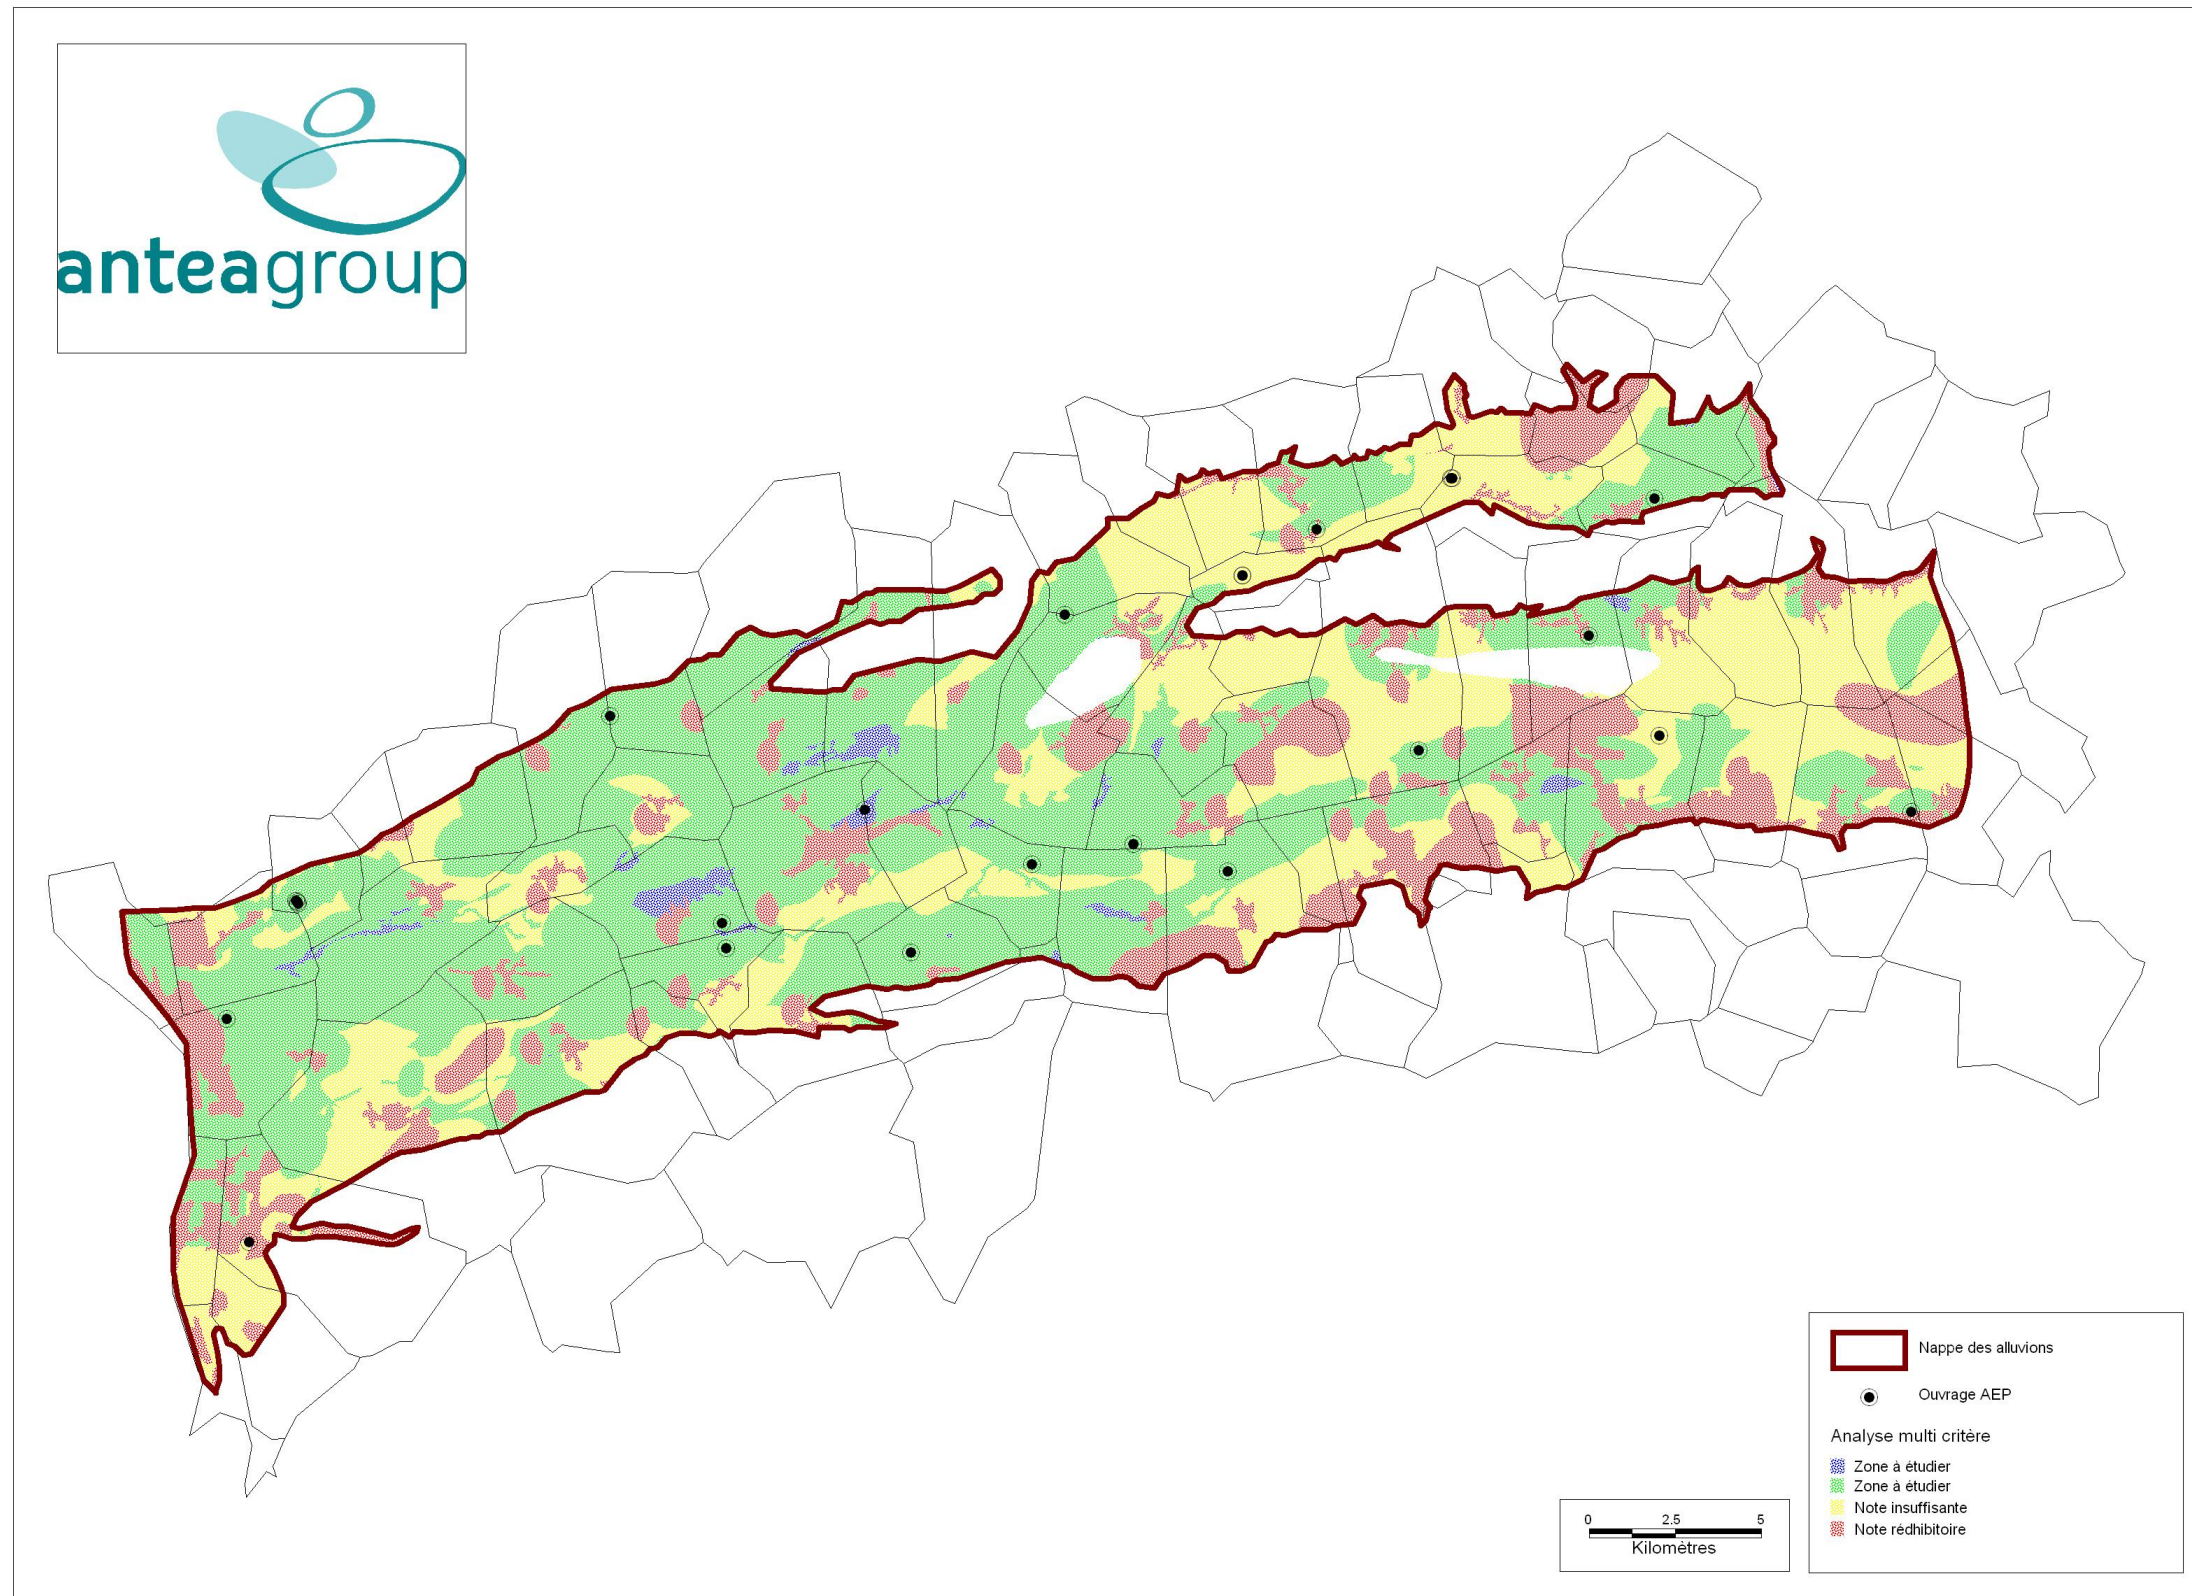 anteagroup
Nappe des alluvions
Ouvrage AEP
Analyse multi critère
Zone à étudier
Zone à étudier
Note insuffisante
Note rédhibitoire
0 2.5 5
Kilomètres